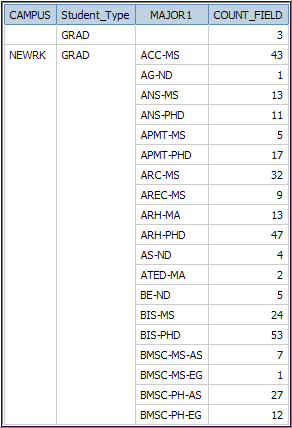 CAMPUS Student_Type MAJOR1 COUNT_FIELD
GRAD 3
NEWRK GRAD ACC-MS 43
AG-ND 1
ANS-MS 13
ANS-PHD 11
APMT-MS 5
APMT-PHD 17
ARC-MS 32
AREC-MS 9
ARH-MA 13
ARH-PHD 47
AS-ND 4
ATED-MA 2
BE-ND 5
BIS-MS 24
BIS-PHD 53
BMSC-MS-AS 7
BMSC-MS-EG 1
BMSC-PH-AS 27
BMSC-PH-EG 12